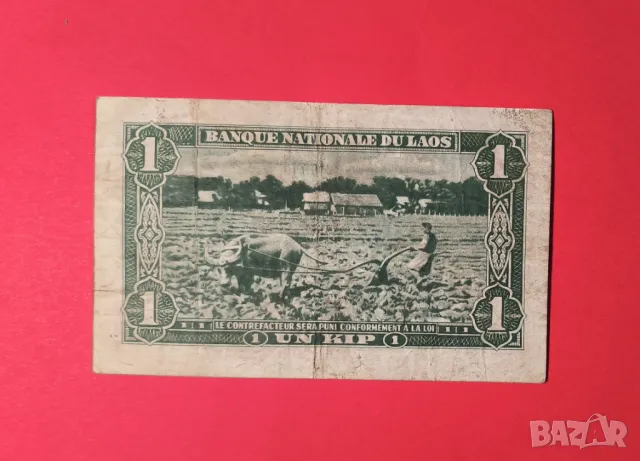 BANQUE NATIONALE DU LAOS
1 1
LE CONTREFACTEUR SERA PUNI CONFORMÉMENT À LA LOI
1 1
1 UN KIP 1
BAZAR